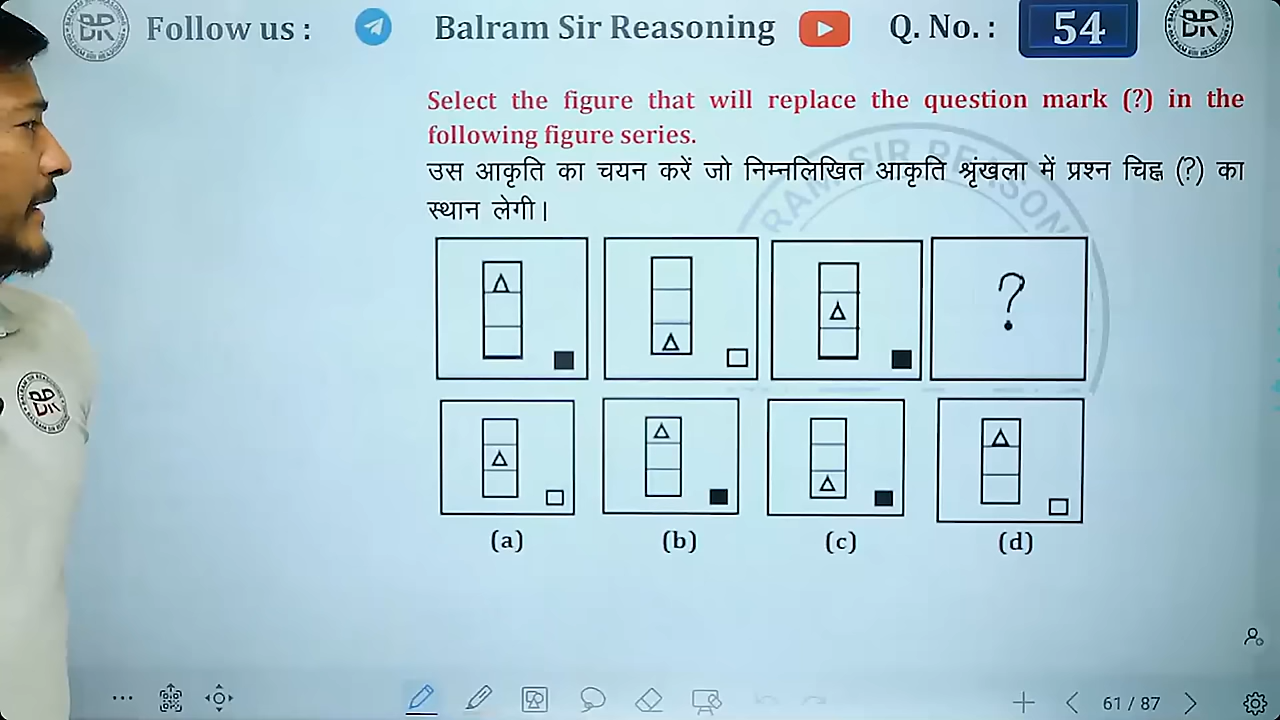 Follow us :
Balram Sir Reasoning
Q. No. :
54
Select the figure that will replace the question mark (?) in the
following figure series.
उस आकृति का चयन करें जो निम्नलिखित आकृति श्रृंखला में प्रश्न चिह्न (?) का
स्थान लेगी।
?
(a) (b) (c) (d)
61 / 87